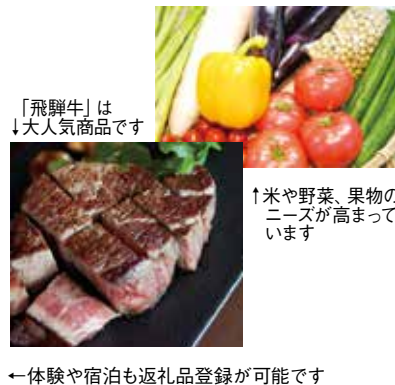 「飛騨牛」は
↓大人気商品です
↑米や野菜、果物の
ニーズが高まって
います
←体験や宿泊も返礼品登録が可能です